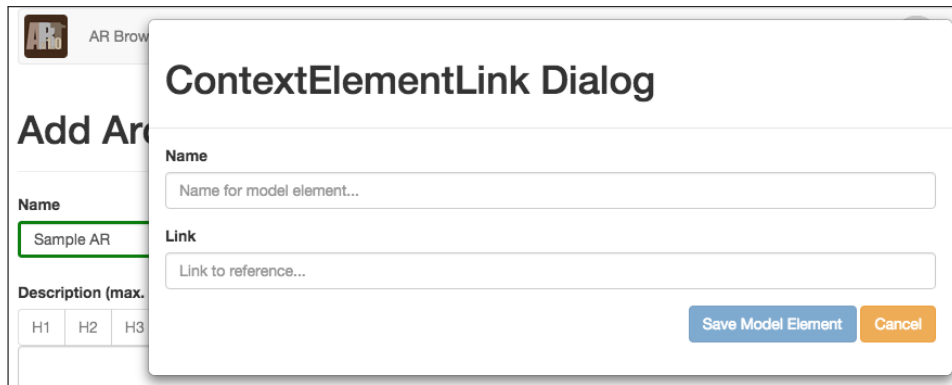 AR Brow
ContextElementLink Dialog
Add Arc
Name
Name for model element...
Name
Sample AR
Link
Link to reference...
Description (max.
H1 H2 H3
Save Model Element Cancel